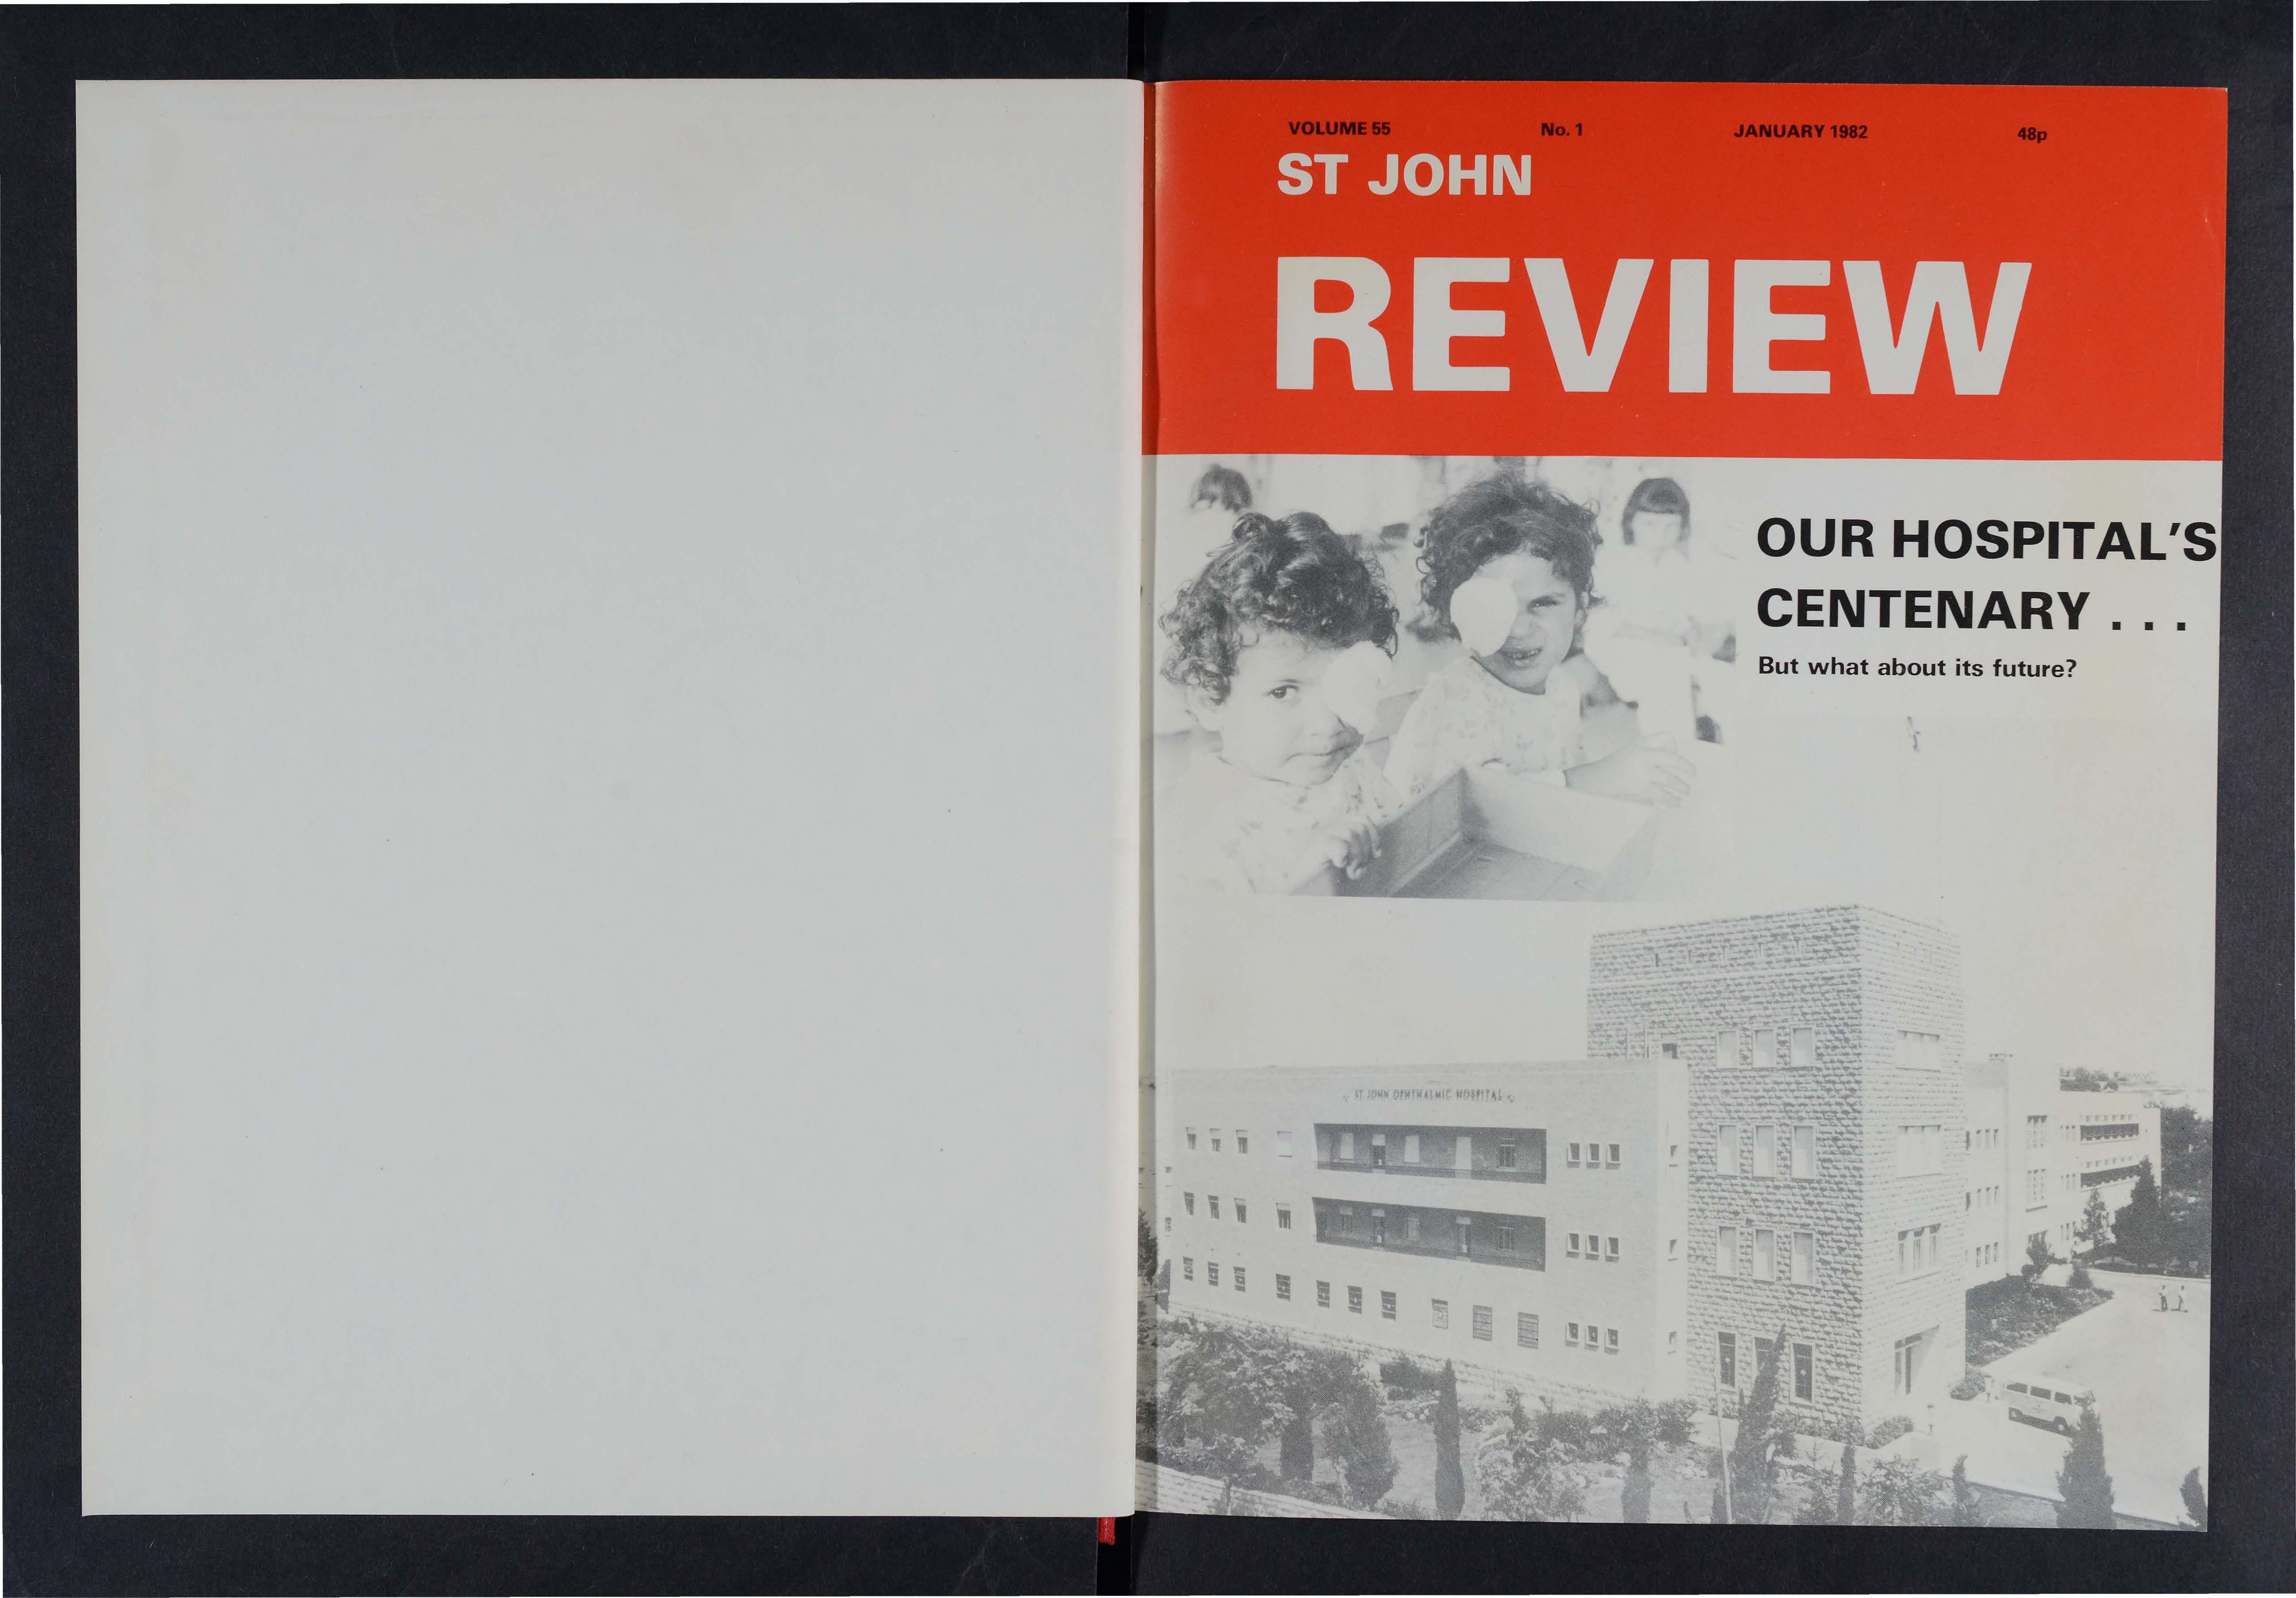 VOLUME 55 No. 1 JANUARY 1982 48p
ST JOHN
REVIEW
OUR HOSPITAL'S
CENTENARY . . .
But what about its future?
ST JOHN OPHTHALMIC HOSPITAL